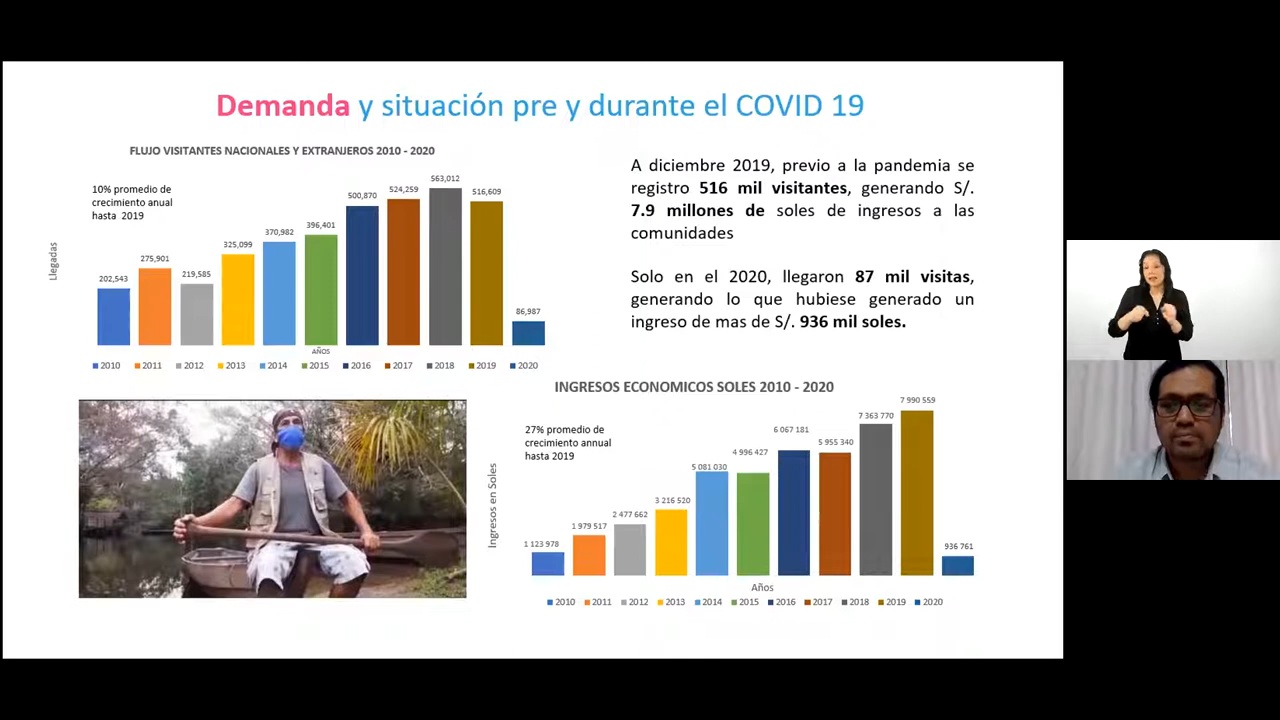 Demanda y situación pre y durante el COVID 19
FLUJO VISITANTES NACIONALES Y EXTRANJEROS 2010 - 2020
10% promedio de
crecimiento anual
hasta 2019
Llegadas
202,543
275,901
219,585
325,099
370,982
396,401
500,870
524,259
563,012
516,609
86,987
AÑOS
2010 2011 2012 2013 2014 2015 2016 2017 2018 2019 2020
A diciembre 2019, previo a la pandemia se
registro 516 mil visitantes, generando S/.
7.9 millones de soles de ingresos a las
comunidades
Solo en el 2020, llegaron 87 mil visitas,
generando lo que hubiese generado un
ingreso de mas de S/. 936 mil soles.
INGRESOS ECONOMICOS SOLES 2010 - 2020
27% promedio de
crecimiento annual
hasta 2019
Ingresos en Soles
1 123 978
1 979 517
2 477 662
3 216 520
5 081 030
4 996 427
6 067 181
5 955 340
7 363 770
7 990 559
936 761
Años
2010 2011 2012 2013 2014 2015 2016 2017 2018 2019 2020